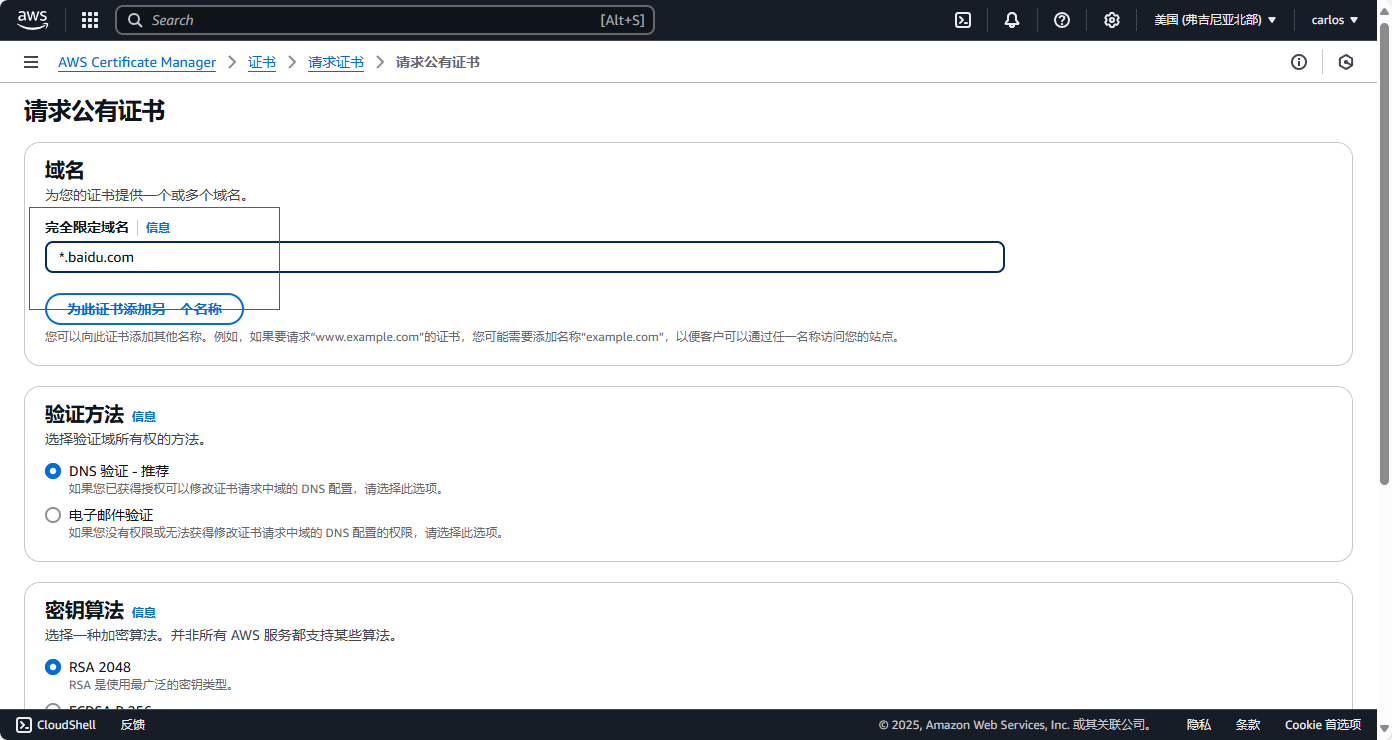 aws Search [Alt+S] 美国 (弗吉尼亚北部) carlos
AWS Certificate Manager 证书 请求证书 请求公有证书
请求公有证书
域名
为您的证书提供一个或多个域名。
完全限定域名 信息
*.baidu.com
为此证书添加另一个名称
您可以向此证书添加其他名称。例如，如果要请求“www.example.com”的证书，您可能需要添加名称“example.com”，以便客户可以通过任一名称访问您的站点。
验证方法 信息
选择验证域所有权的方法。
DNS 验证 - 推荐
如果您已获得授权可以修改证书请求中域的 DNS 配置，请选择此选项。
电子邮件验证
如果您没有权限或无法获得修改证书请求中域的 DNS 配置的权限，请选择此选项。
密钥算法 信息
选择一种加密算法。并非所有 AWS 服务都支持某些算法。
RSA 2048
RSA 是使用最广泛的密钥类型。
ECDSA P 256
CloudShell 反馈 © 2025, Amazon Web Services, Inc. 或其关联公司。 隐私 条款 Cookie 首选项